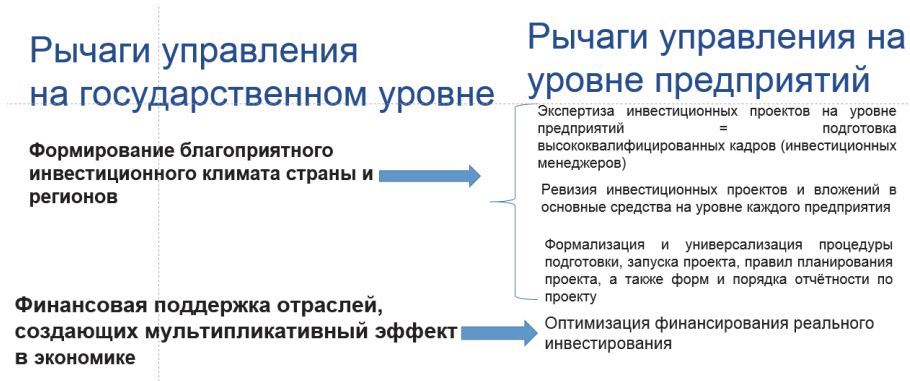 Рычаги управления
на государственном уровне
Формирование благоприятного
инвестиционного климата страны и
регионов
Финансовая поддержка отраслей,
создающих мультипликативный эффект
в экономике
Рычаги управления на
уровне предприятий
Экспертиза инвестиционных проектов на уровне
предприятий = подготовка
высококвалифицированных кадров (инвестиционных
менеджеров)
Ревизия инвестиционных проектов и вложений в
основные средства на уровне каждого предприятия
Формализация и универсализация процедуры
подготовки, запуска проекта, правил планирования
проекта, а также форм и порядка отчётности по
проекту
Оптимизация финансирования реального
инвестирования